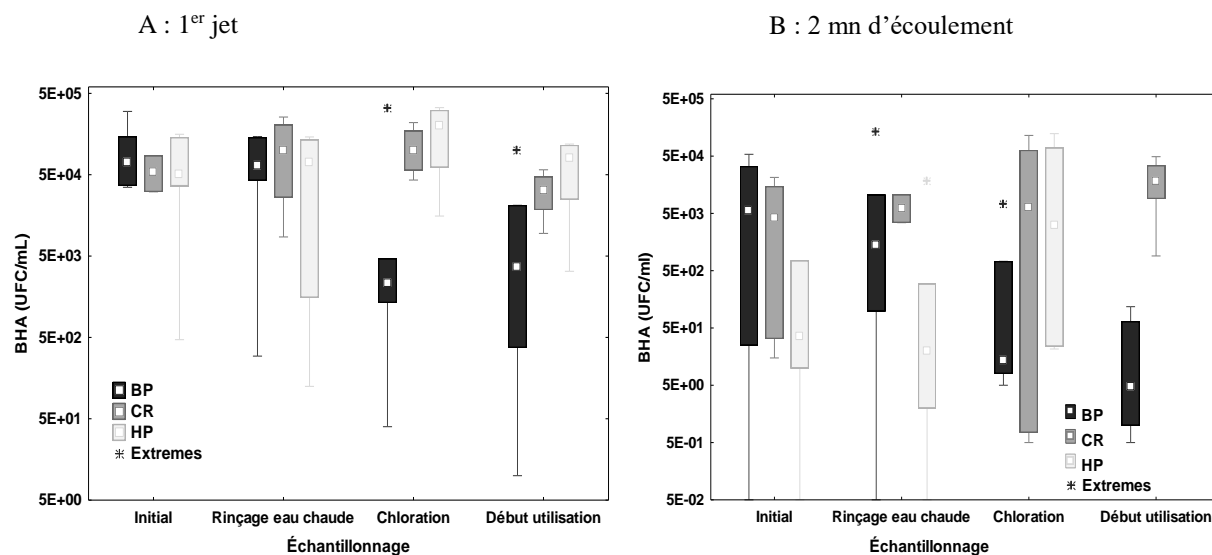 A : 1er jet
B : 2 mn d'écoulement
BHA (UFC/mL)
5E+05
5E+04
5E+03
5E+02
5E+01
5E+00
BP
CR
HP
Extremes
Initial
Rinçage eau chaude
Chloration
Début utilisation
Échantillonnage
BHA (UFC/ml)
5E+05
5E+04
5E+03
5E+02
5E+01
5E+00
5E-01
5E-02
BP
CR
HP
Extremes
Initial
Rinçage eau chaude
Chloration
Début utilisation
Échantillonnage